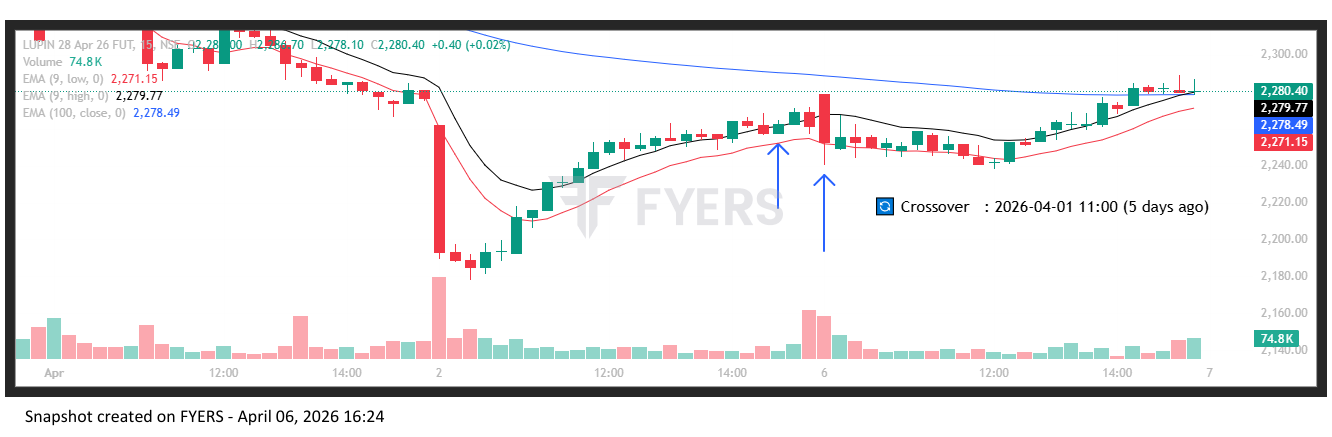 LUPIN 28 Apr 26 FUT, 15, NSE H L2,278.10 C2,280.40 +0.40 (+0.02%)
Volume 74.8K
EMA (9, low, 0) 2,271.15
EMA (9, high, 0) 2,279.77
EMA (100, close, 0) 2,278.49
2,300.00
2,280.40
2,279.77
2,278.49
2,271.15
2,240.00
2,220.00
2,200.00
2,180.00
2,160.00
2,140.00
74.8K
FYERS
Crossover : 2026-04-01 11:00 (5 days ago)
Apr 12:00 14:00 2 12:00 14:00 6 12:00 14:00 7
Snapshot created on FYERS - April 06, 2026 16:24